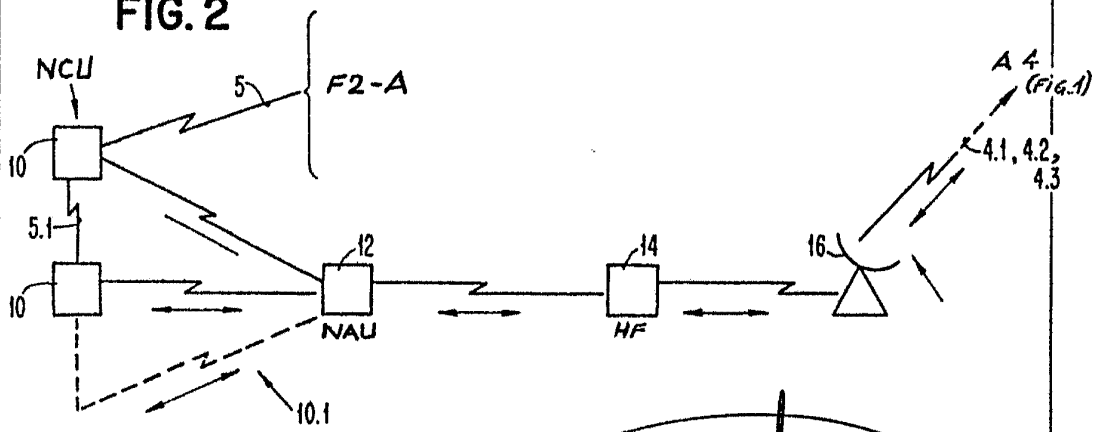 FIG. 2
NCU
5
F2-A
A 4
(FIG.1)
10
4.1, 4.2,
4.3
5.1
12
14
16
10
NAU
HF
10.1